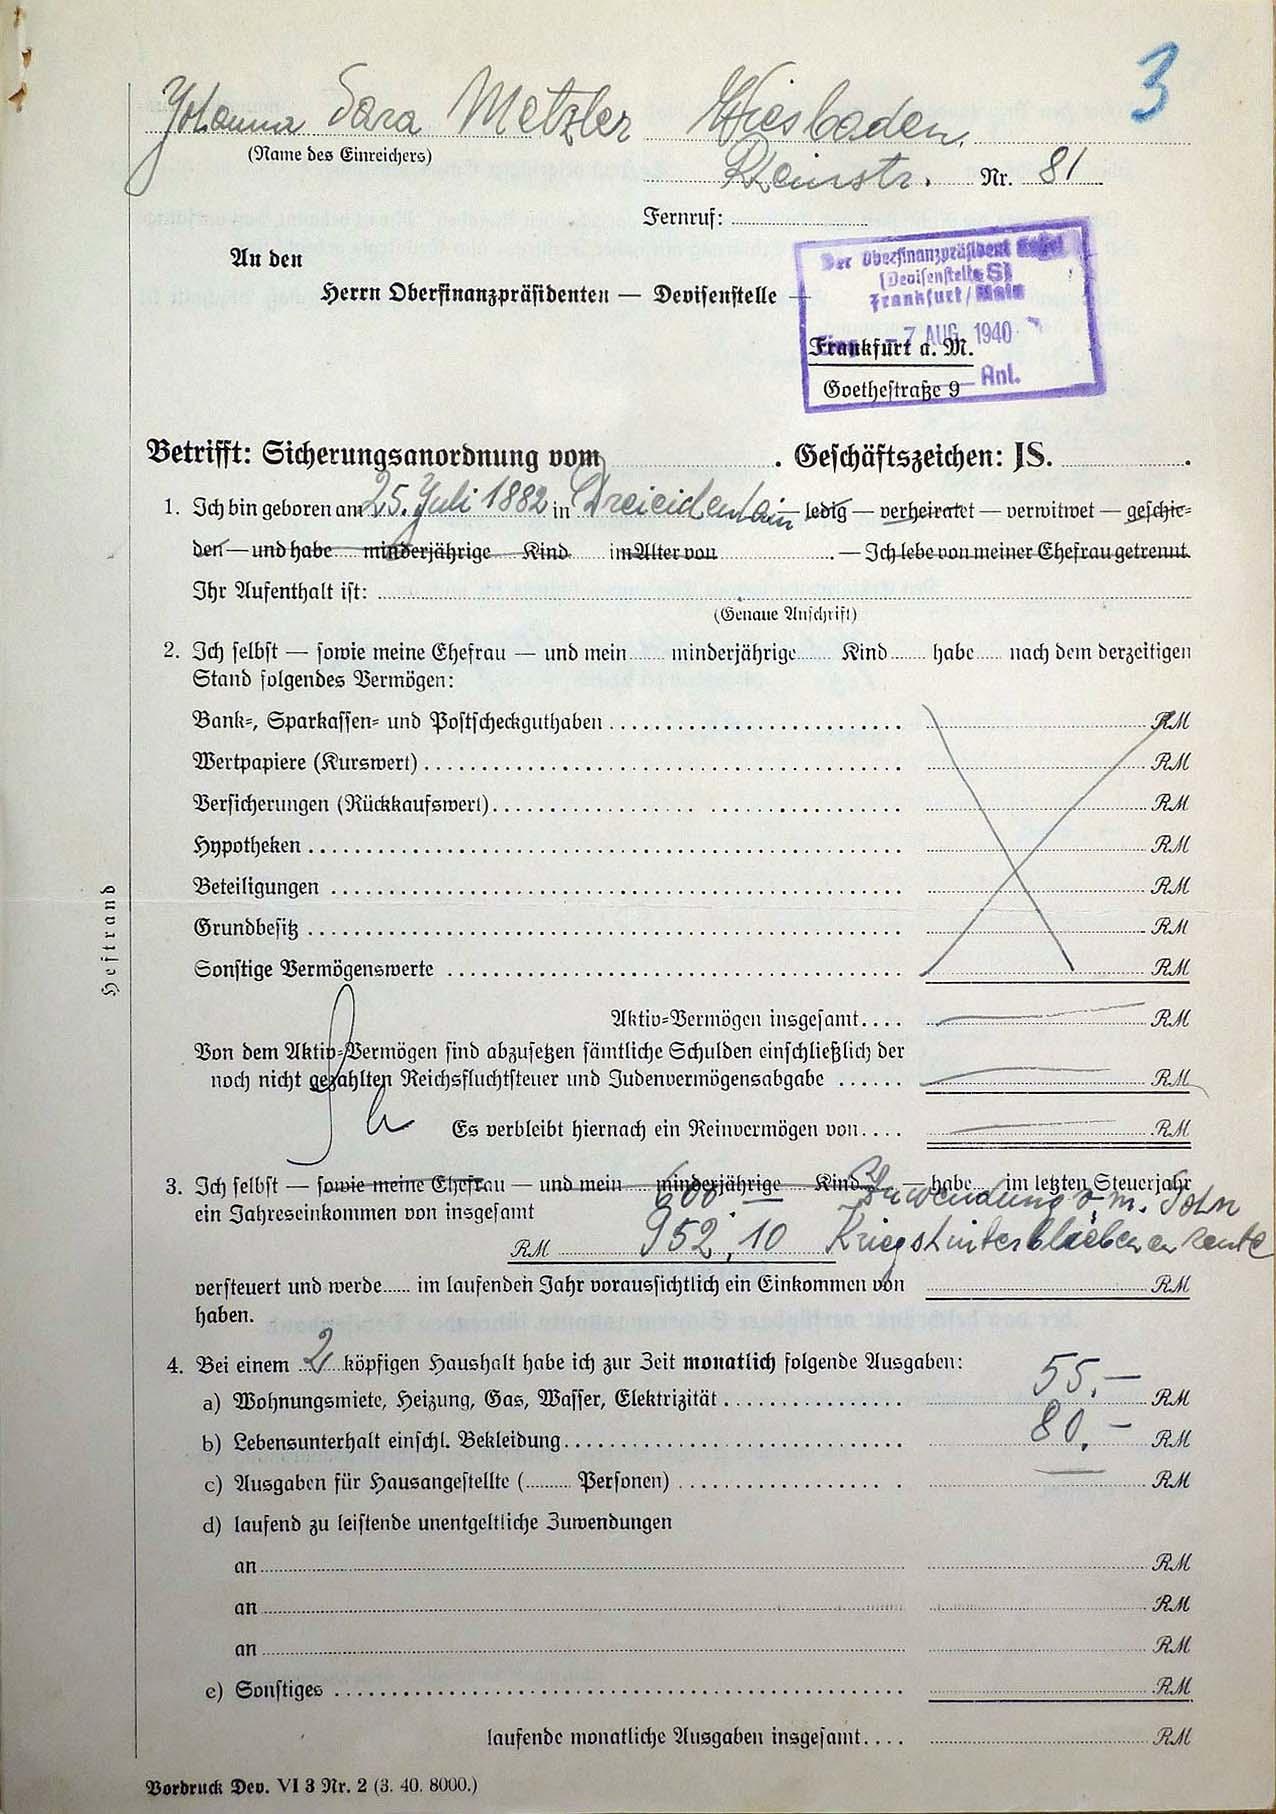 3
Johanna Sara Metzler Wiesbaden,
(Name des Einreichers)
Reinstr. Nr. 81
Fernruf:
An den
Herrn Oberfinanzpräsidenten — Devisenstelle —
Der Oberfinanzpräsident Kassel
(Devisenstelle S)
Frankfurt/Main
Eing. - 7. AUG. 1940
Frankfurt a. M.
Anl.
Goethestraße 9
Betrifft: Sicherungsanordnung vom . Geschäftszeichen: JS. .
1. Ich bin geboren am 25. Juli 1882 in Dreieichenhain — ledig — verheiratet — verwitwet — geschie-
den — und habe minderjährige Kind im Alter von . — Ich lebe von meiner Ehefrau getrennt.
Ihr Aufenthalt ist:
(Genaue Anschrift)
2. Ich selbst — sowie meine Ehefrau — und mein minderjährige Kind habe nach dem derzeitigen
Stand folgendes Vermögen:
Bank-, Sparkassen- und Postscheckguthaben RM
Wertpapiere (Kurswert) RM
Versicherungen (Rückkaufswert) RM
Hypotheken RM
Beteiligungen RM
Grundbesitz RM
Sonstige Vermögenswerte RM
Heftrand
Aktiv-Vermögen insgesamt RM
Von dem Aktiv-Vermögen sind abzusetzen sämtliche Schulden einschließlich der
noch nicht gezahlten Reichsfluchtsteuer und Judenvermögensabgabe RM
Es verbleibt hiernach ein Reinvermögen von RM
3. Ich selbst — sowie meine Ehefrau — und mein minderjährige Kind — habe im letzten Steuerjahr
ein Jahreseinkommen von insgesamt 600 — Zuwendung v. m. Sohn
RM 952,10 Kriegshinterbliebenenrente
versteuert und werde im laufenden Jahr voraussichtlich ein Einkommen von RM
haben.
4. Bei einem 2 köpfigen Haushalt habe ich zur Zeit monatlich folgende Ausgaben:
a) Wohnungsmiete, Heizung, Gas, Wasser, Elektrizität 55.— RM
b) Lebensunterhalt einschl. Bekleidung 80.— RM
c) Ausgaben für Hausangestellte ( Personen) — RM
d) laufend zu leistende unentgeltliche Zuwendungen
an RM
an RM
an RM
e) Sonstiges RM
laufende monatliche Ausgaben insgesamt RM
Vordruck Dev. VI 3 Nr. 2 (3. 40. 8000.)